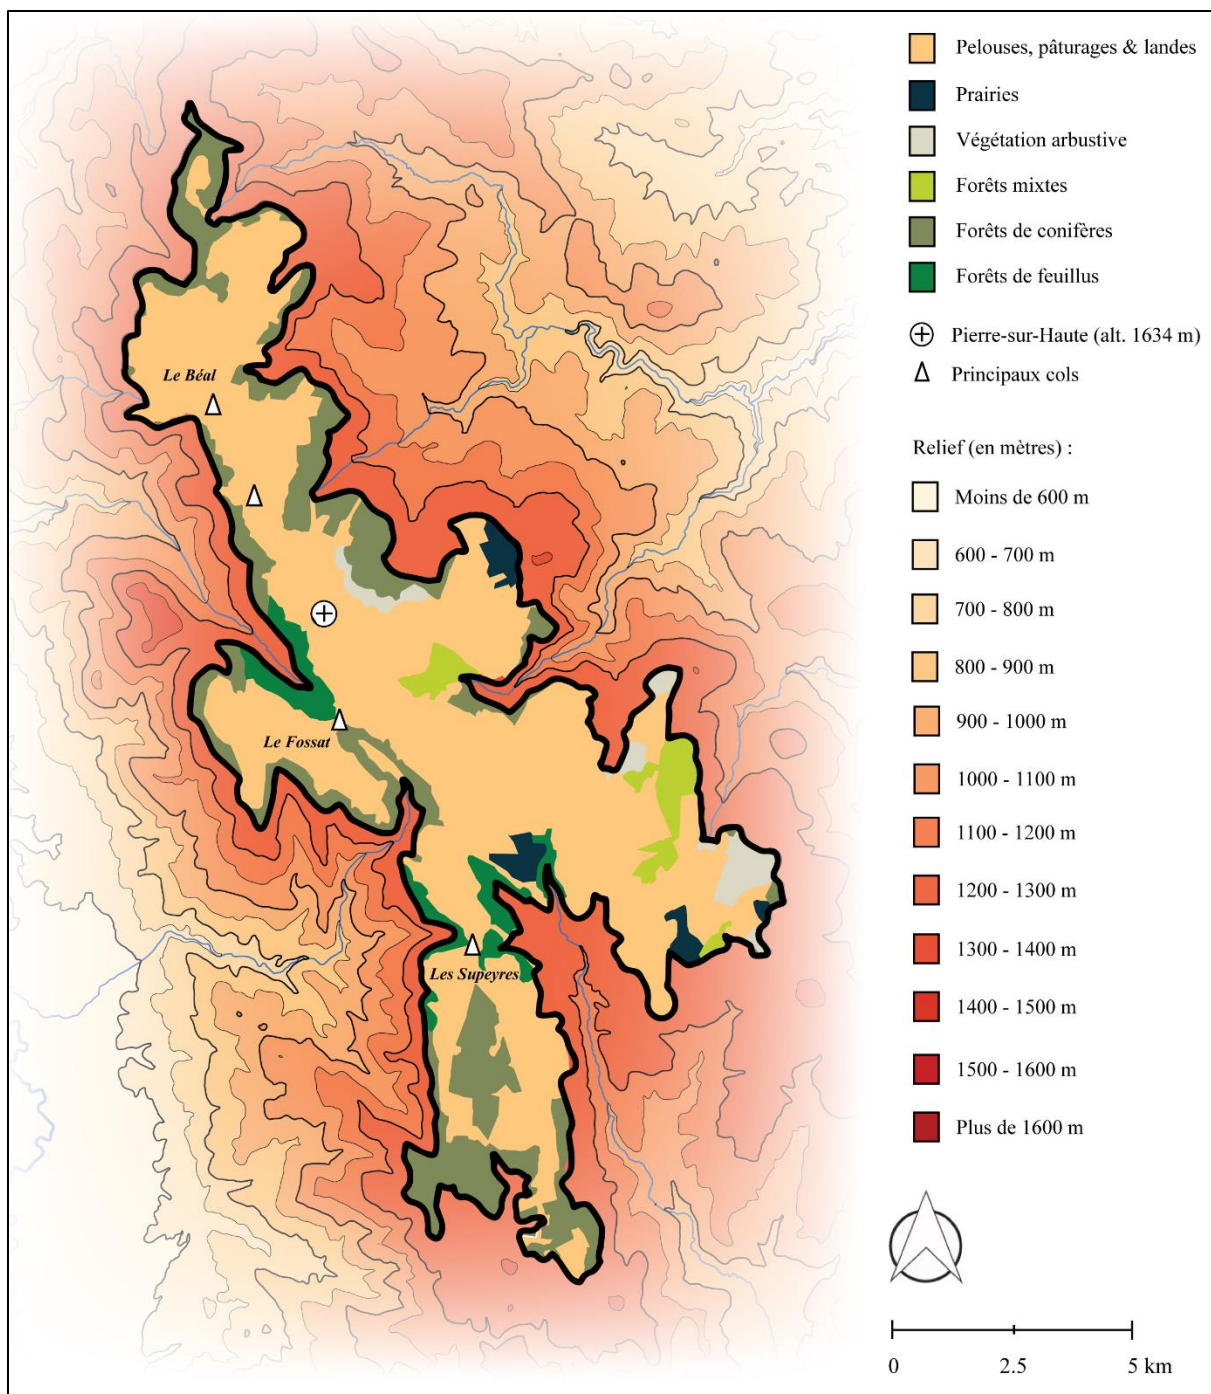 Le Béal
Le Fossat
Les Supeyres
Pelouses, pâturages & landes
Prairies
Végétation arbustive
Forêts mixtes
Forêts de conifères
Forêts de feuillus
Pierre-sur-Haute (alt. 1634 m)
Principaux cols
Relief (en mètres) :
Moins de 600 m
600 - 700 m
700 - 800 m
800 - 900 m
900 - 1000 m
1000 - 1100 m
1100 - 1200 m
1200 - 1300 m
1300 - 1400 m
1400 - 1500 m
1500 - 1600 m
Plus de 1600 m
0 2.5 5 km